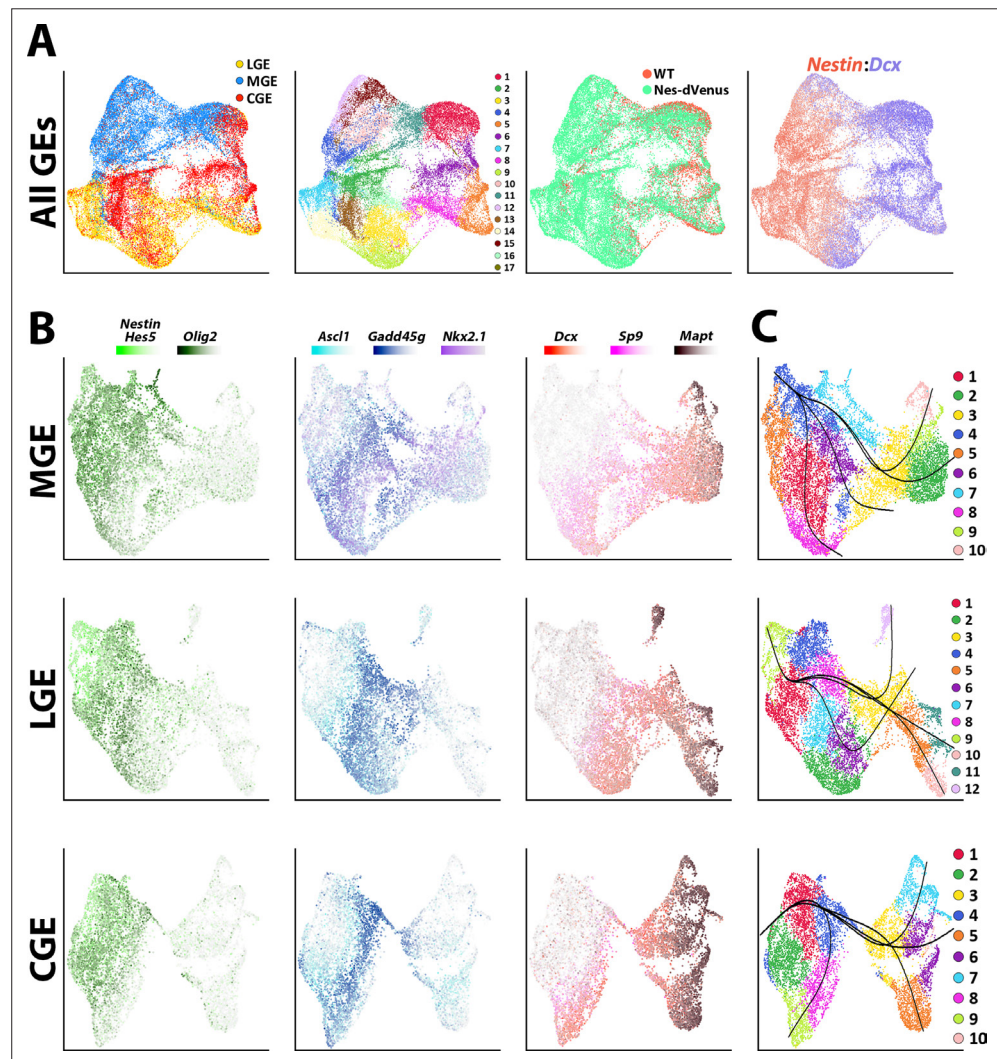 A
All GEs
LGE
MGE
CGE
1
2
3
4
5
6
7
8
9
10
11
12
13
14
15
16
17
WT
Nes-dVenus
Nestin:Dcx
B
Nestin
Hes5
Olig2
Ascl1
Gadd45g
Nkx2.1
Dcx
Sp9
Mapt
C
MGE
1
2
3
4
5
6
7
8
9
10
LGE
1
2
3
4
5
6
7
8
9
10
11
12
CGE
1
2
3
4
5
6
7
8
9
10